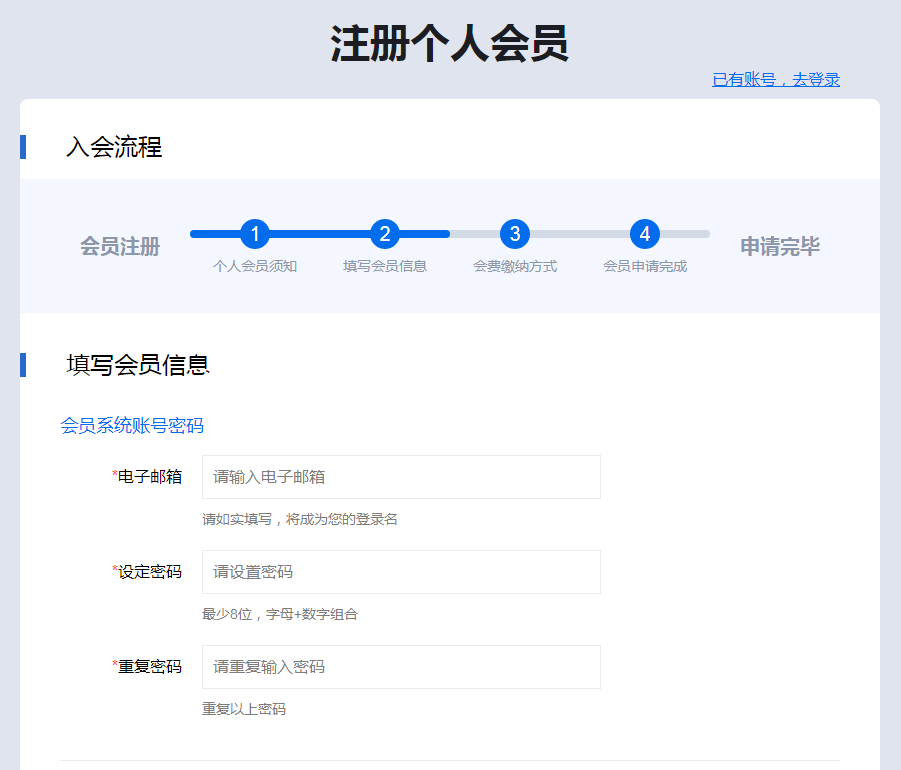 注册个人会员
已有账号，去登录
入会流程
会员注册
1
2
3
4
申请完毕
个人会员须知
填写会员信息
会费缴纳方式
会员申请完成
填写会员信息
会员系统账号密码
*电子邮箱
请输入电子邮箱
请如实填写，将成为您的登录名
*设定密码
请设置密码
最少8位，字母+数字组合
*重复密码
请重复输入密码
重复以上密码